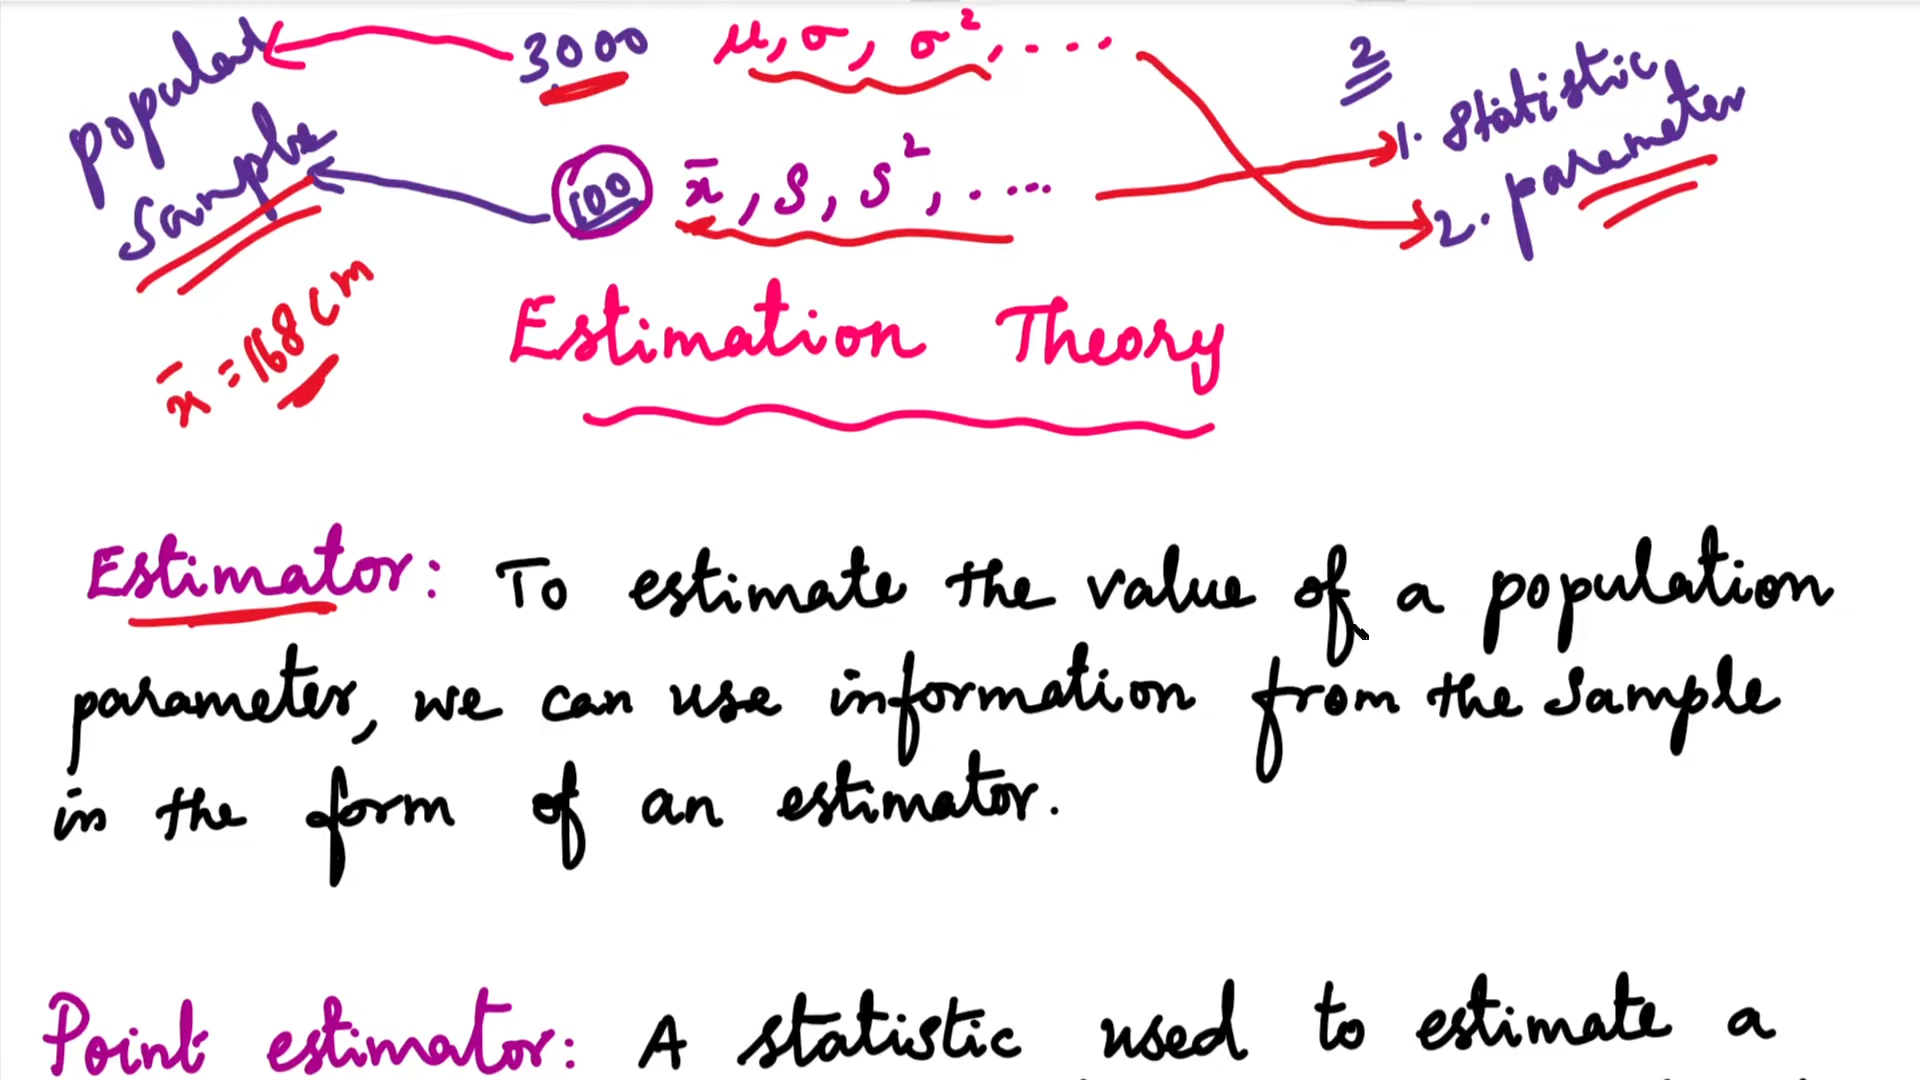 populat 3000 μ, σ, σ², ....
2
1. Statistic
Sample 100 x̄, s, s², ....
2. parameter
x̄ = 168 cm
Estimation Theory
Estimator: To estimate the value of a population
parameter, we can use information from the Sample
in the form of an estimator.
Point estimator: A statistic used to estimate a